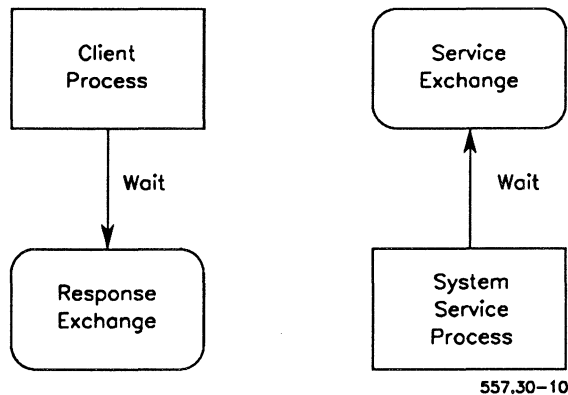 Client
Process
Service
Exchange
Wait
Wait
Response
Exchange
System
Service
Process
557.30-10